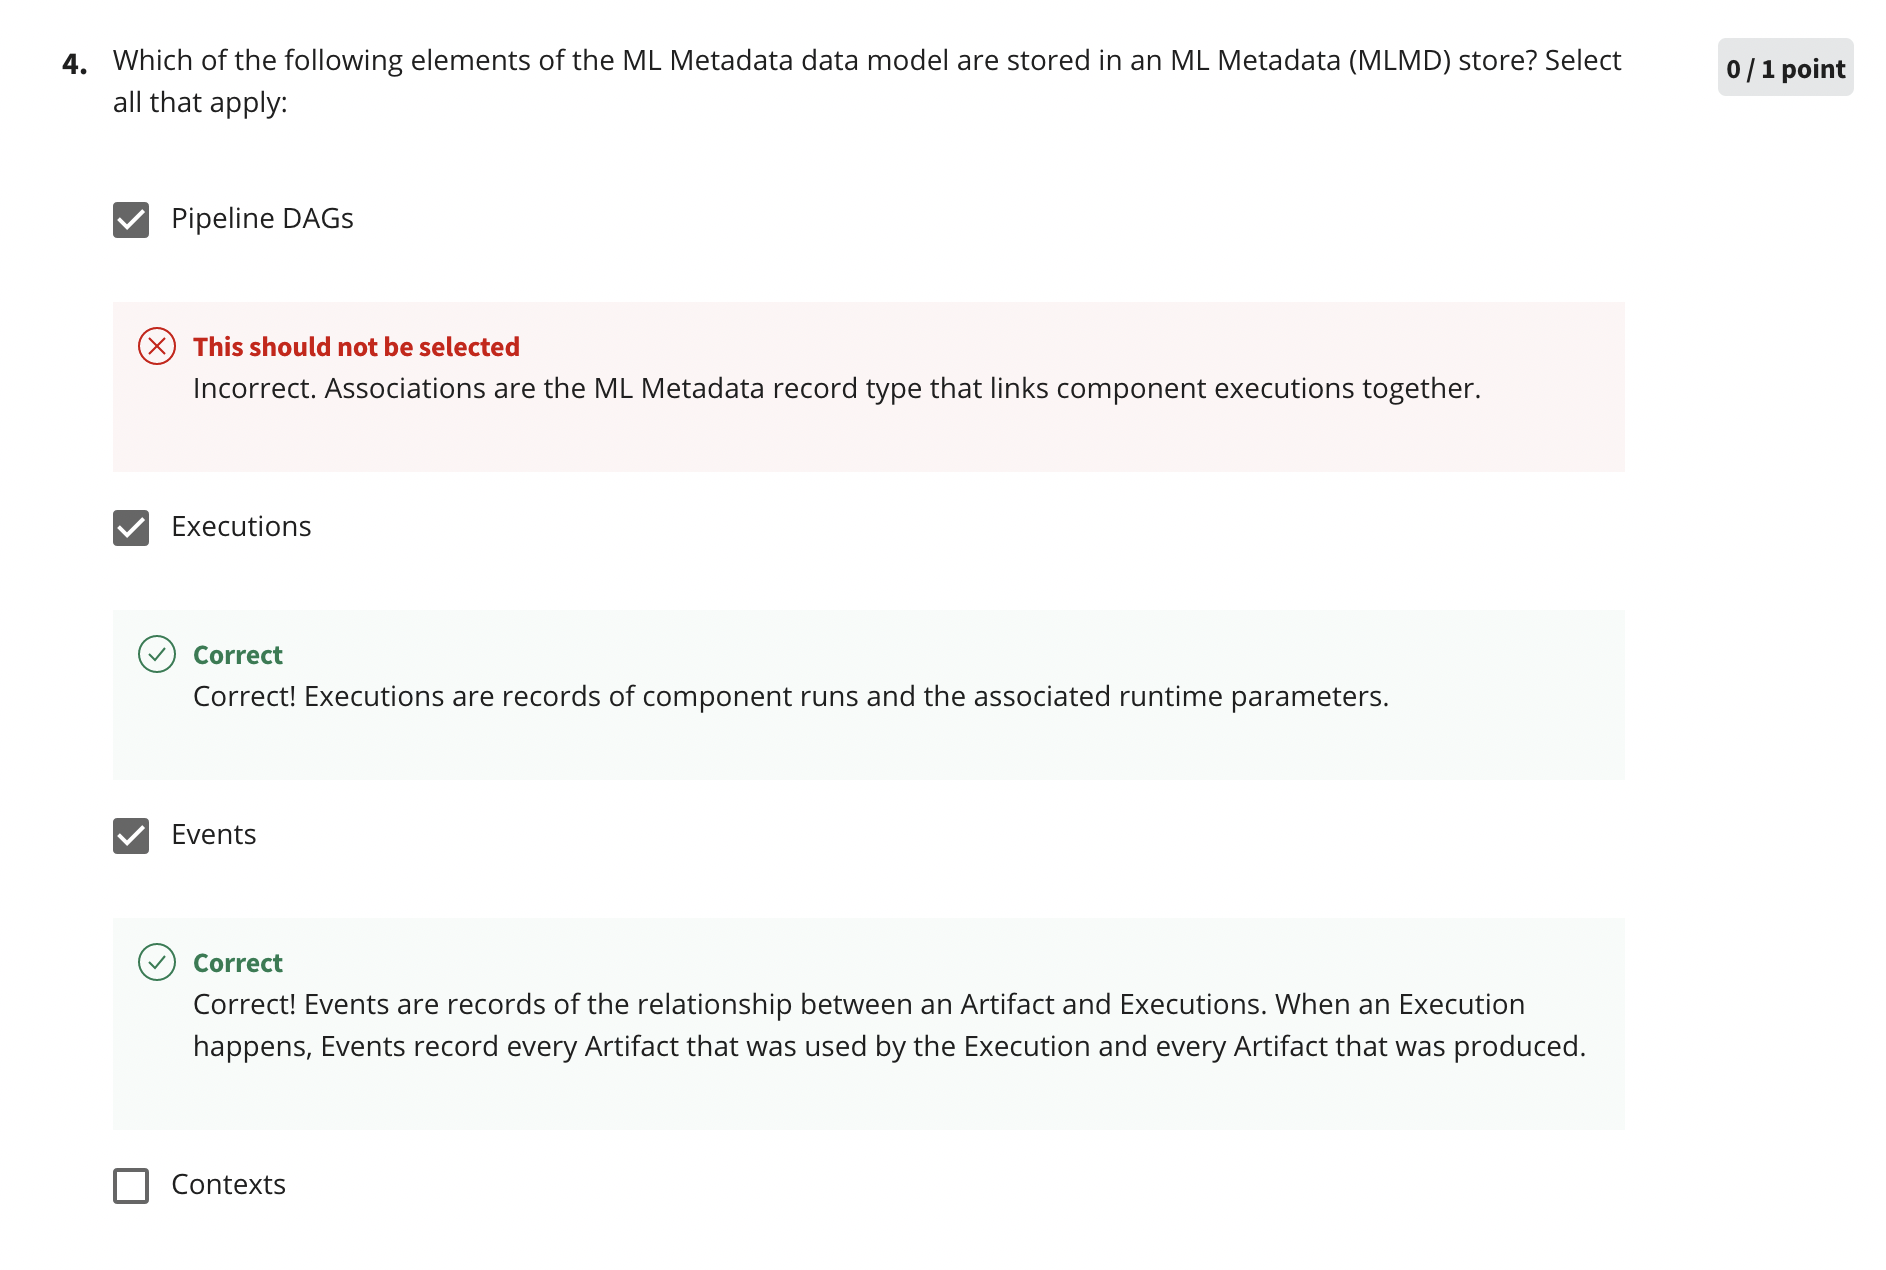 4. Which of the following elements of the ML Metadata data model are stored in an ML Metadata (MLMD) store? Select
all that apply:
0 / 1 point
Pipeline DAGs
This should not be selected
Incorrect. Associations are the ML Metadata record type that links component executions together.
Executions
Correct
Correct! Executions are records of component runs and the associated runtime parameters.
Events
Correct
Correct! Events are records of the relationship between an Artifact and Executions. When an Execution
happens, Events record every Artifact that was used by the Execution and every Artifact that was produced.
Contexts